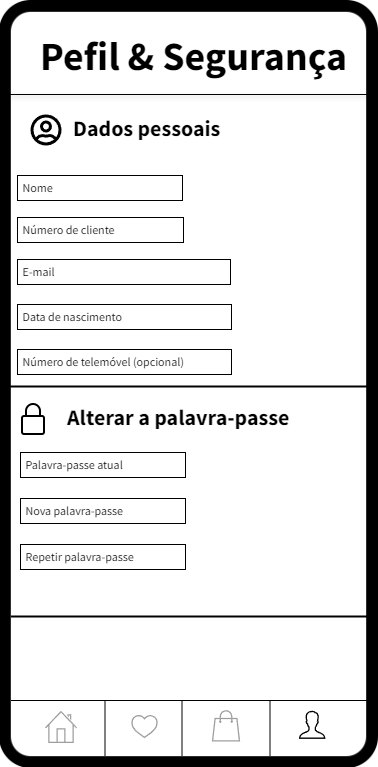 Pefil & Segurança
Dados pessoais
Nome
Número de cliente
E-mail
Data de nascimento
Número de telemóvel (opcional)
Alterar a palavra-passe
Palavra-passe atual
Nova palavra-passe
Repetir palavra-passe